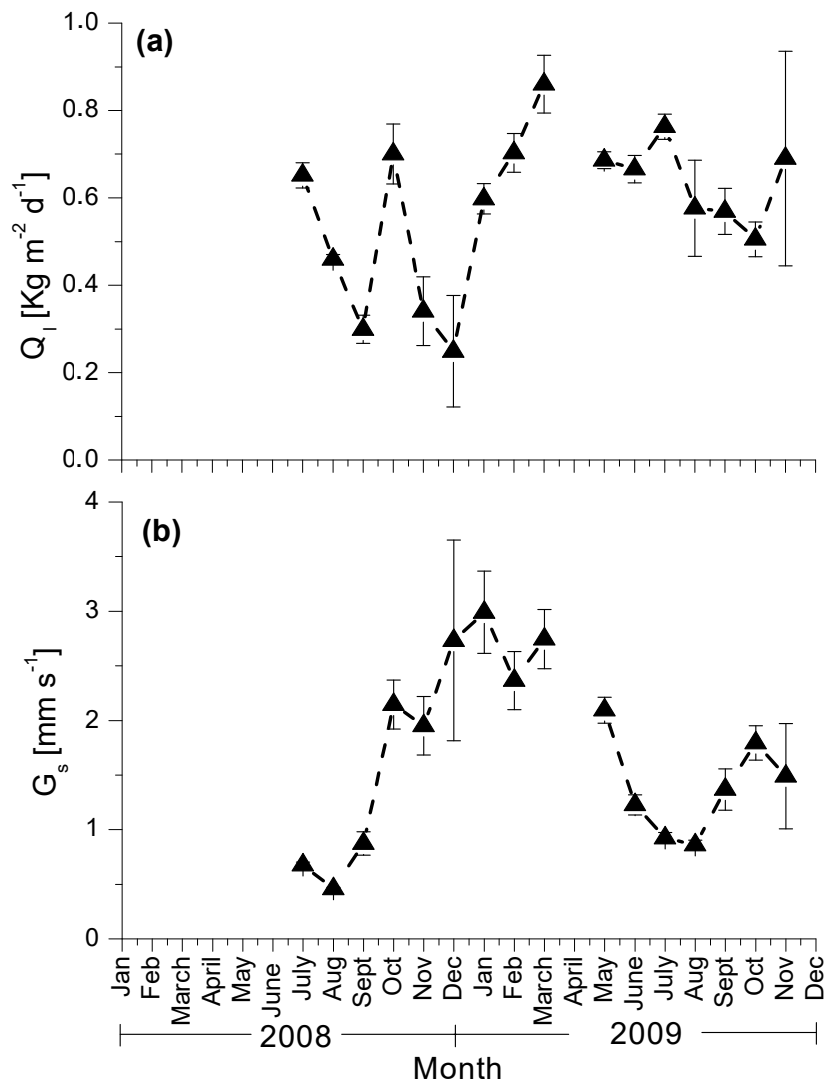 (a)
1.0
0.8
0.6
0.4
0.2
0.0
Q l [Kg m-2 d-1]
(b)
4
3
2
1
0
G s [mm s-1]
Jan
Feb
March
April
May
June
July
Aug
Sept
Oct
Nov
Dec
Jan
Feb
March
April
May
June
July
Aug
Sept
Oct
Nov
Dec
2008
2009
Month